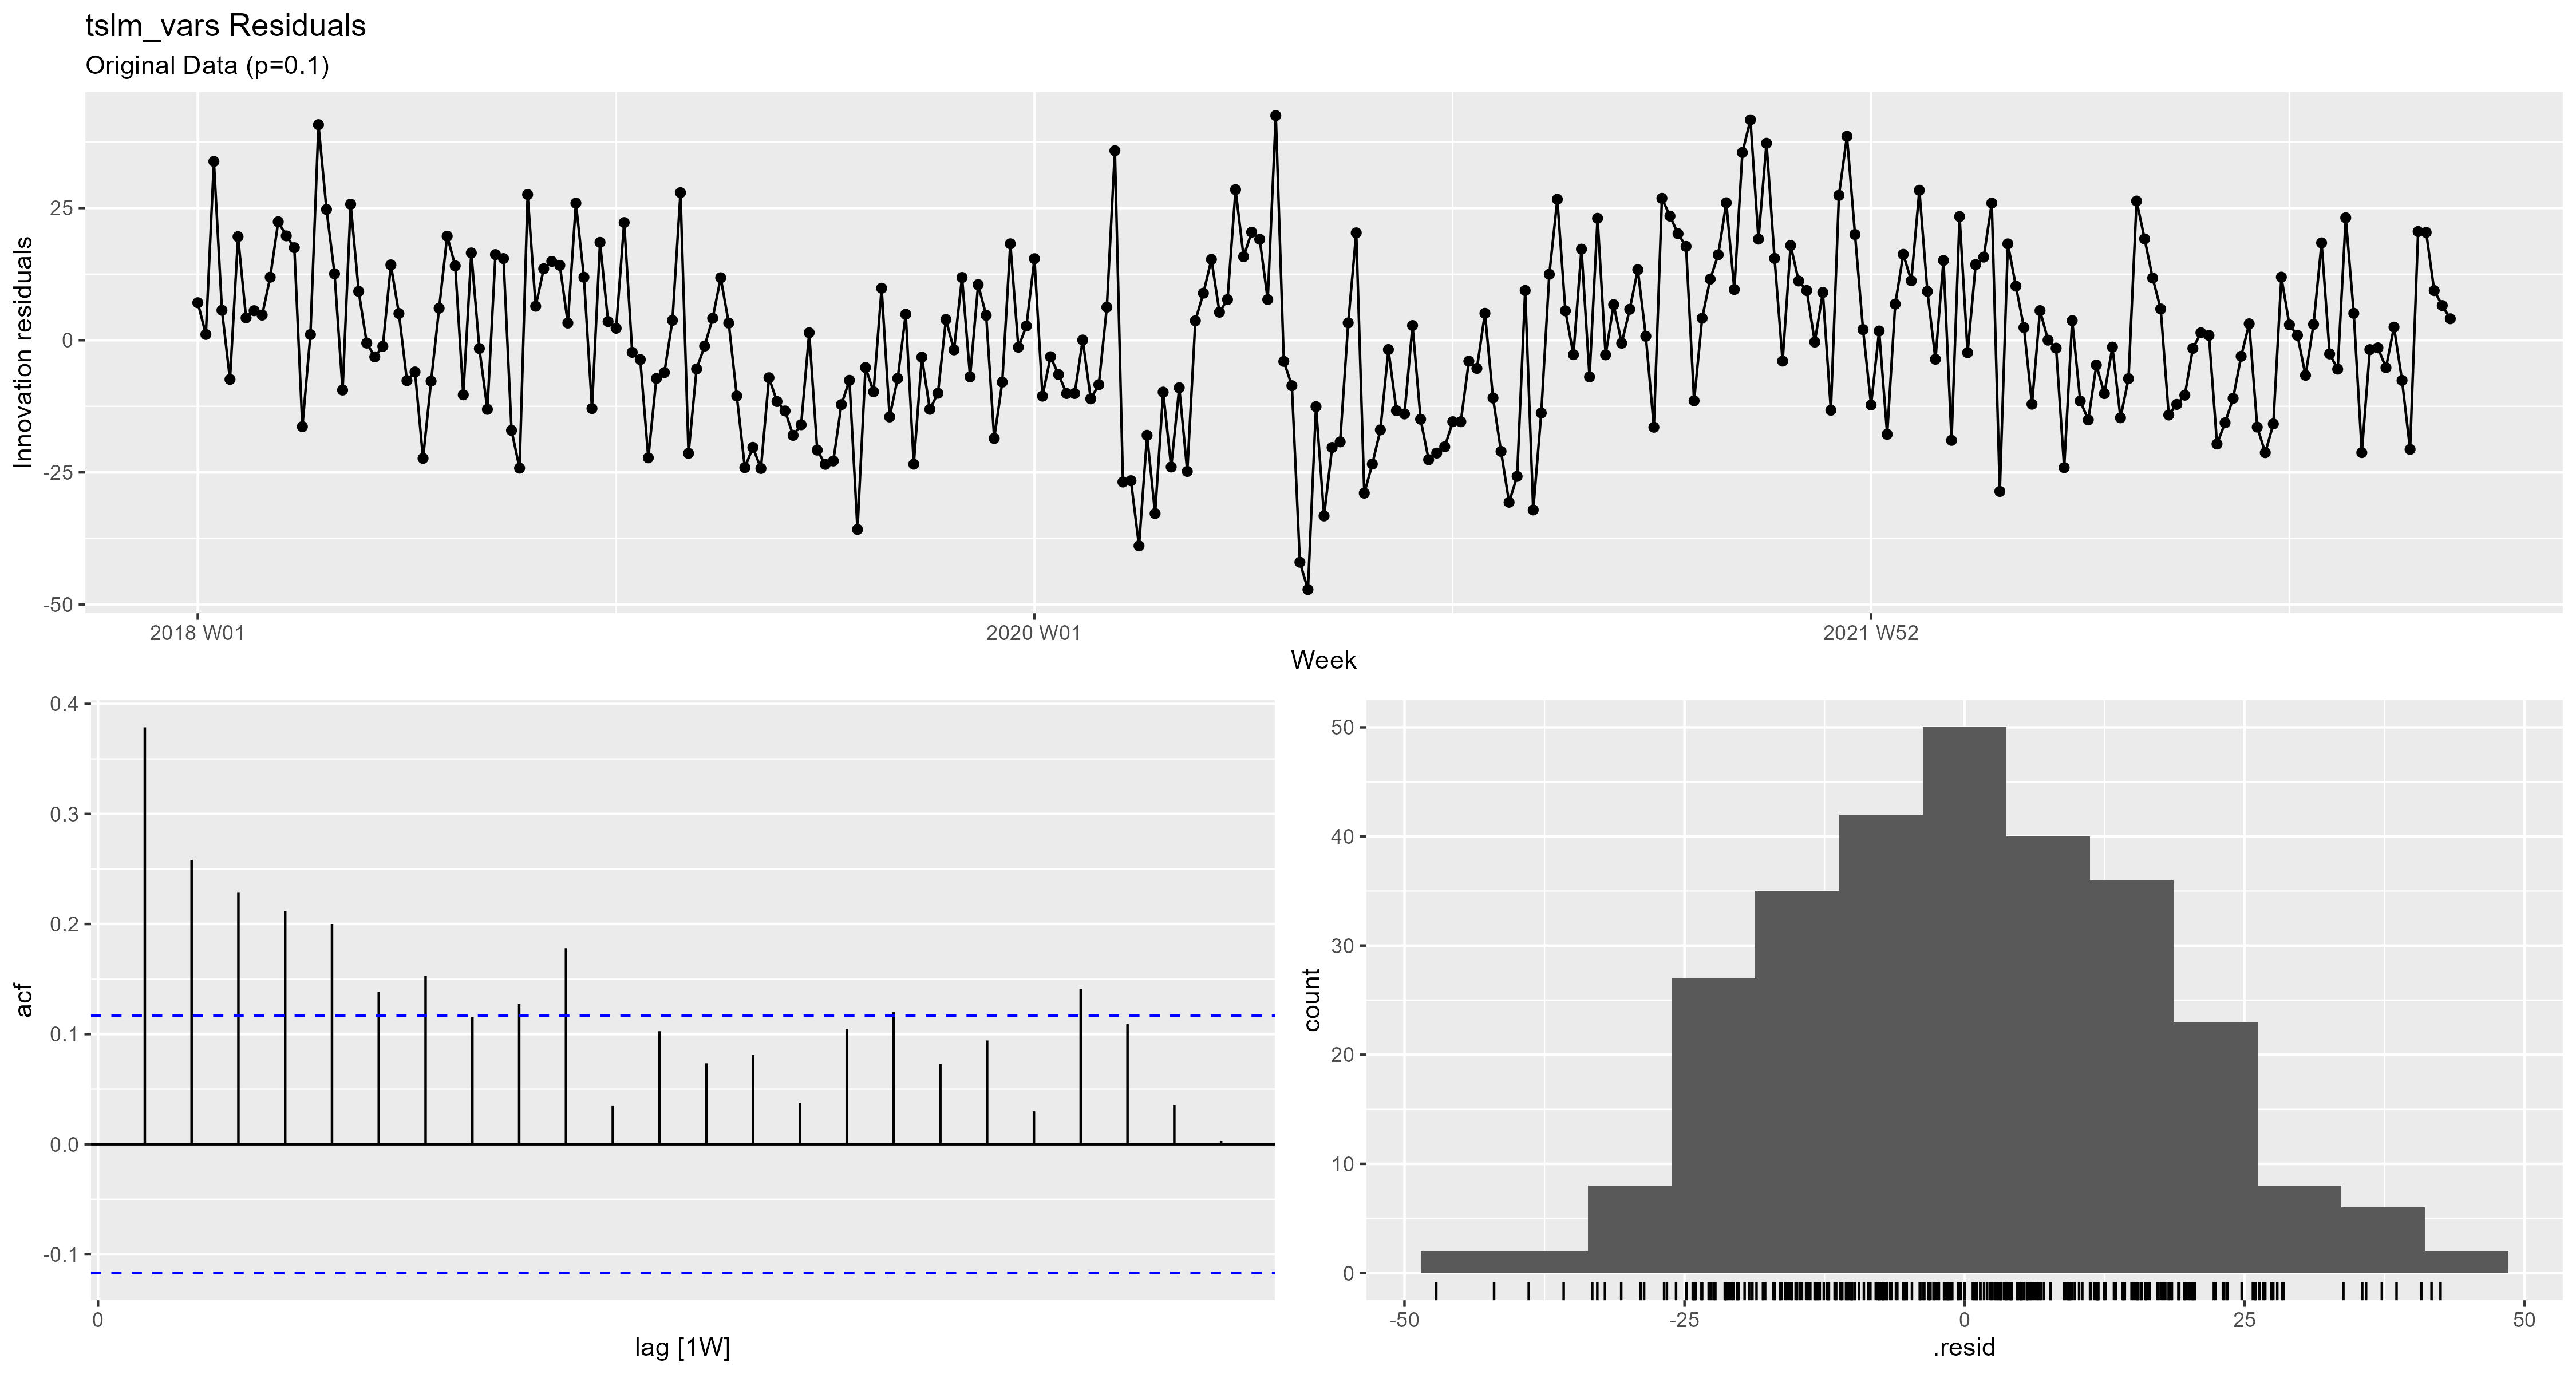 tslm_vars Residuals
Original Data (p=0.1)
Innovation residuals
25
0
-25
-50
2018 W01
2020 W01
2021 W52
Week
acf
0.4
0.3
0.2
0.1
0.0
-0.1
0
lag [1W]
count
50
40
30
20
10
0
-50
-25
0
25
50
.resid